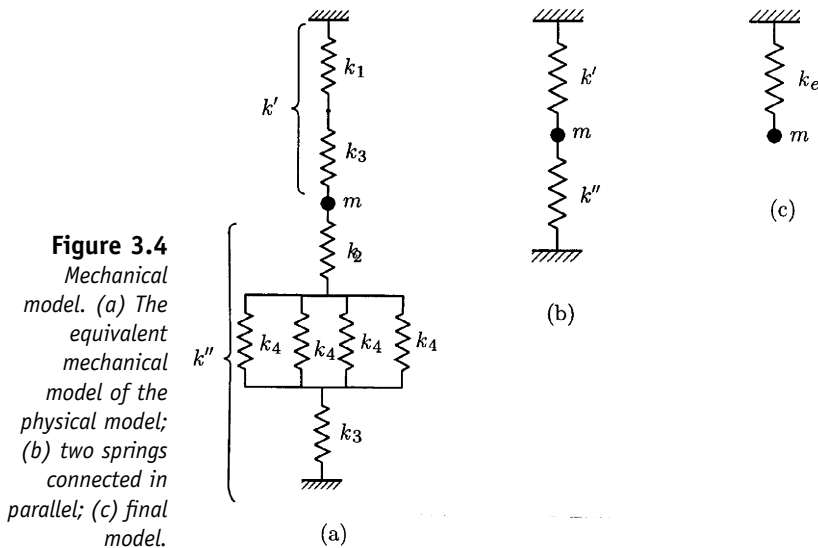 k1
k'
k3
m
k2
k''
k4
k4
k4
k4
k3
(a)
k'
m
k''
(b)
ke
m
(c)
Figure 3.4
Mechanical
model. (a) The
equivalent
mechanical
model of the
physical model;
(b) two springs
connected in
parallel; (c) final
model.